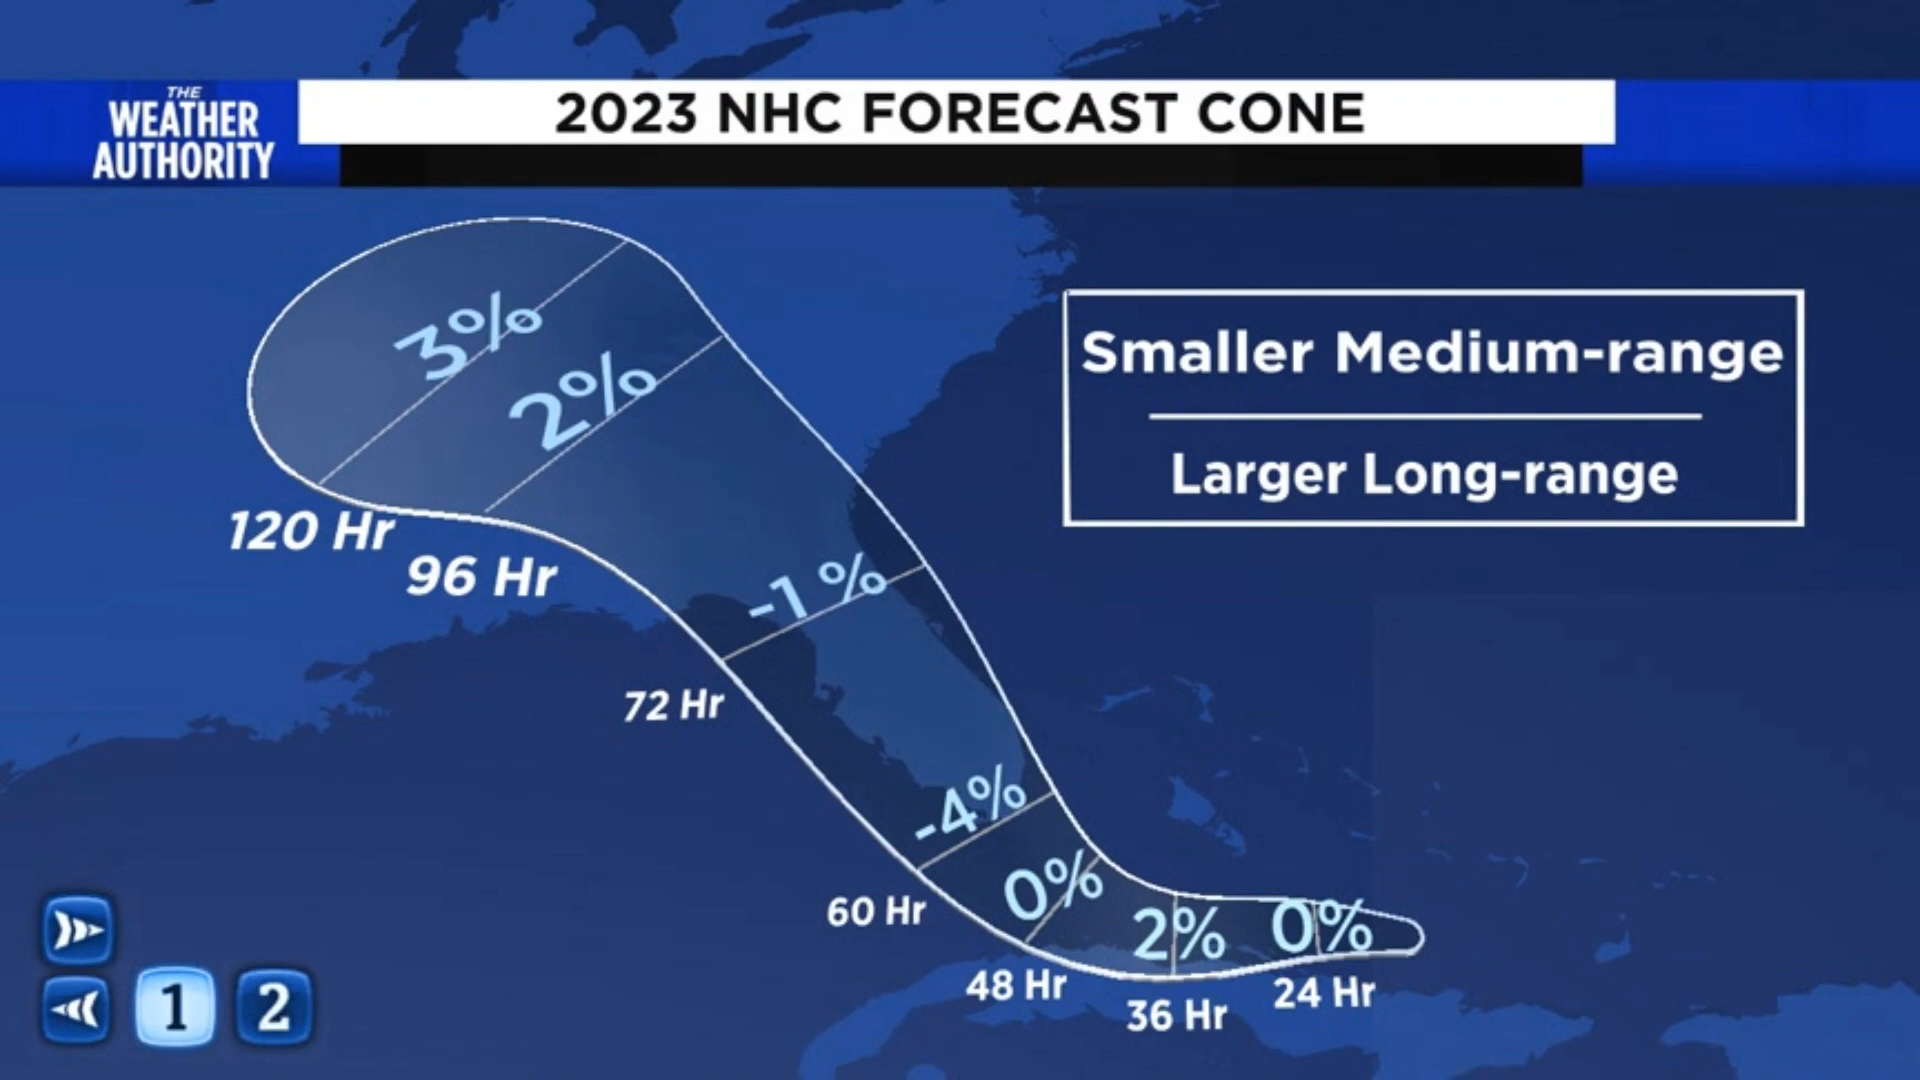 THE
WEATHER
AUTHORITY
2023 NHC FORECAST CONE
Smaller Medium-range
Larger Long-range
3%
2%
120 Hr
96 Hr
-1 %
72 Hr
-4%
60 Hr
0%
48 Hr
2%
36 Hr
0%
24 Hr
1
2